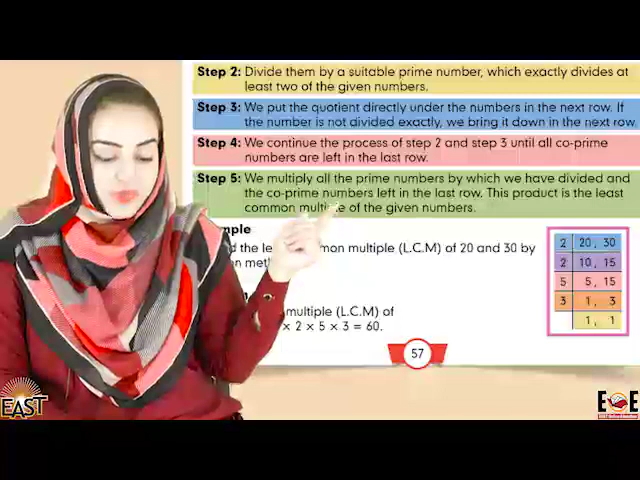 Step 2: Divide them by a suitable prime number, which exactly divides at
least two of the given numbers.
Step 3: We put the quotient directly under the numbers in the next row. If
the number is not divided exactly, we bring it down in the next row.
Step 4: We continue the process of step 2 and step 3 until all co-prime
numbers are left in the last row.
Step 5: We multiply all the prime numbers by which we have divided and
the co-prime numbers left in the last row. This product is the least
common multiple of the given numbers.
mple
d the le mon multiple (L.C.M) of 20 and 30 by
n met
multiple (L.C.M) of
× 2 × 5 × 3 = 60.
2 20, 30
2 10, 15
5 5, 15
3 1, 3
1, 1
57
EAST
EOE